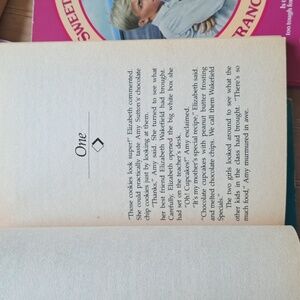 SWEET
RANC
Is t
too tough fo
One
"Those cookies look super!" Elizabeth commented.
She could practically taste Amy Sutton's chocolate
chip cookies just by looking at them.
"Thanks," Amy said. She turned to see what
her best friend Elizabeth Wakefield had brought.
Carefully, Elizabeth opened the big white box she
had set on the teacher's desk.
"Oh! Cupcakes!" Amy exclaimed.
"It's my mother's special recipe," Elizabeth said.
"Chocolate cupcakes with peanut butter frosting
and melted chocolate chips. We call them Wakefield
Specials."
The two girls looked around to see what the
other kids in the class had brought. "There's so
much food," Amy murmured in awe.